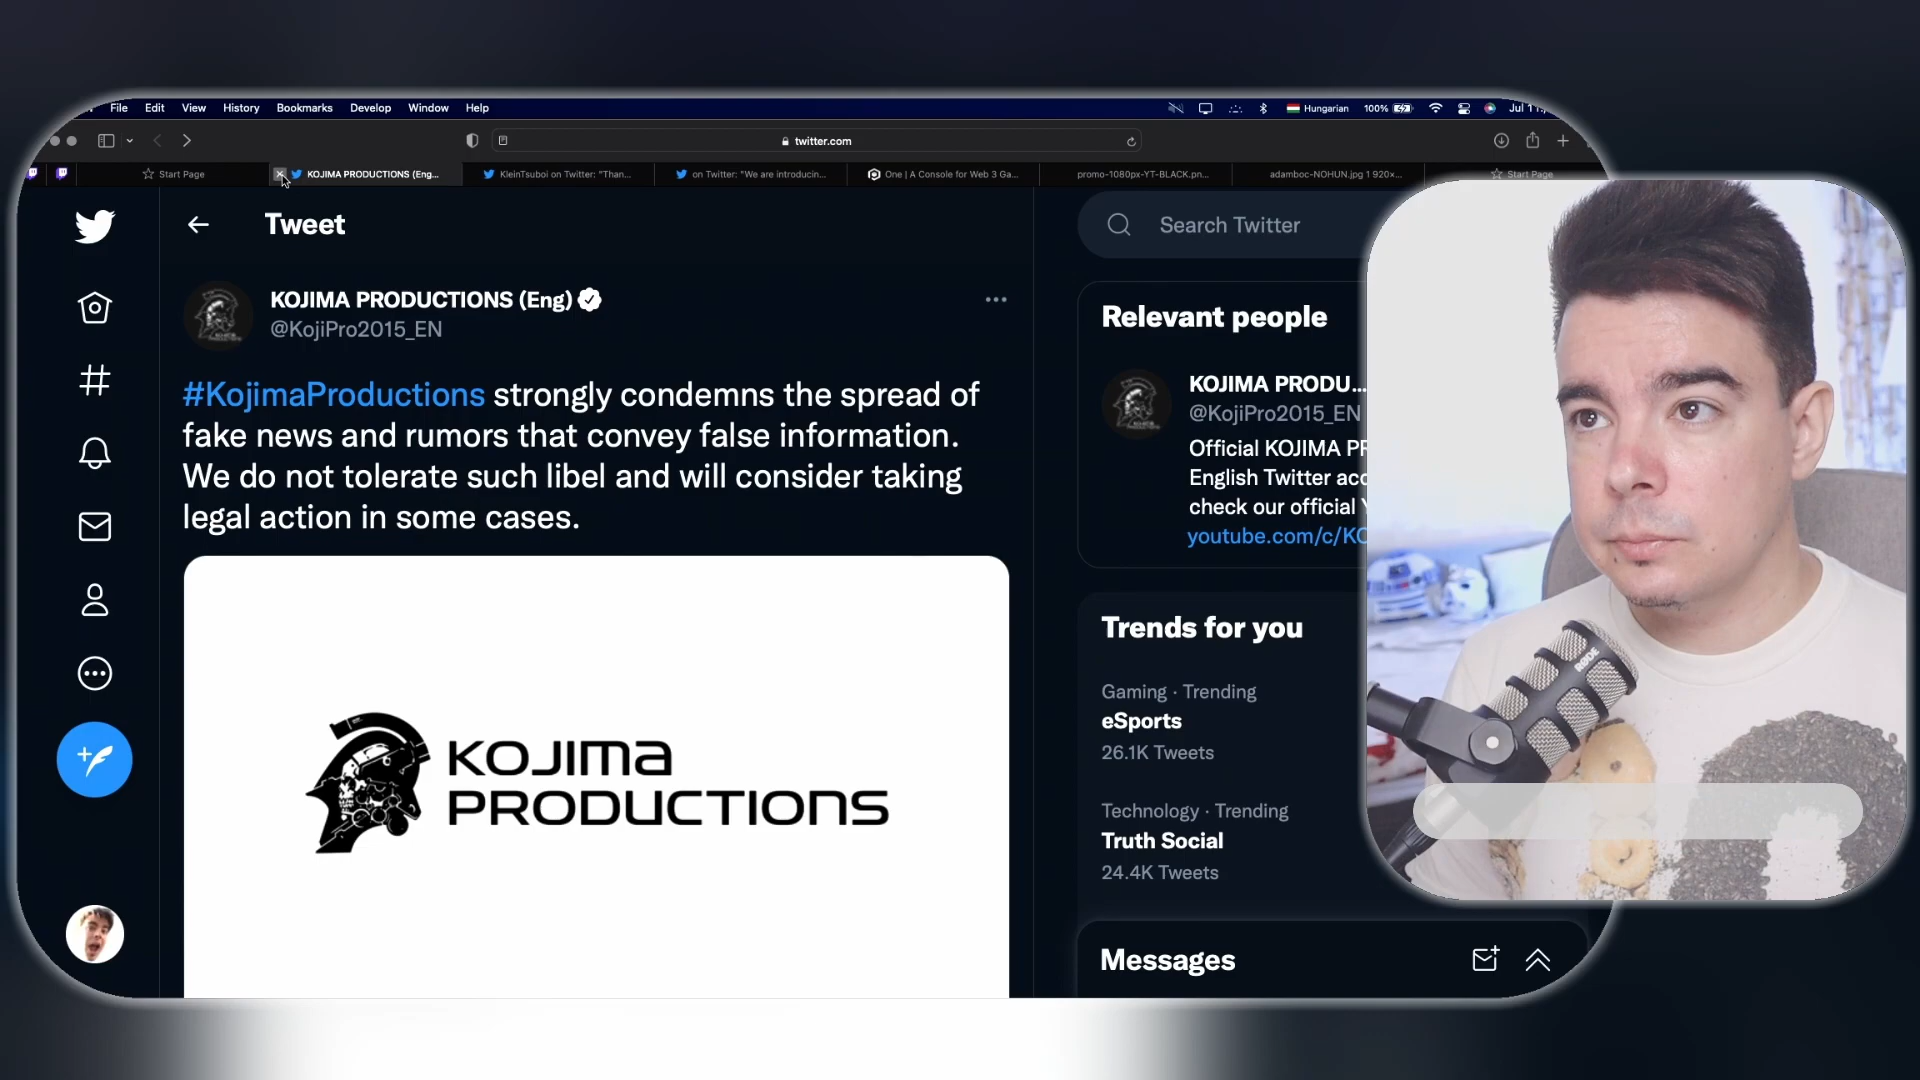 File Edit View History Bookmarks Develop Window Help
Hungarian 100%
twitter.com
Start Page
KOJIMA PRODUCTIONS (Eng...
KleinTsuboi on Twitter: "Than...
on Twitter: "We are introducin...
One | A Console for Web 3 Ga...
promo-1080px-YT-BLACK.pn...
adamboc-NOHUN.jpg 1 920×...
Start Page
Tweet
Search Twitter
KOJIMA PRODUCTIONS (Eng)
@KojiPro2015_EN
#KojimaProductions strongly condemns the spread of
fake news and rumors that convey false information.
We do not tolerate such libel and will consider taking
legal action in some cases.
KOJIMA
PRODUCTIONS
Relevant people
KOJIMA PRODU...
@KojiPro2015_EN
Official KOJIMA
English Twitter
check our official
youtube.com/c/KO
Trends for you
Gaming · Trending
eSports
26.1K Tweets
Technology · Trending
Truth Social
24.4K Tweets
Messages
RØDE